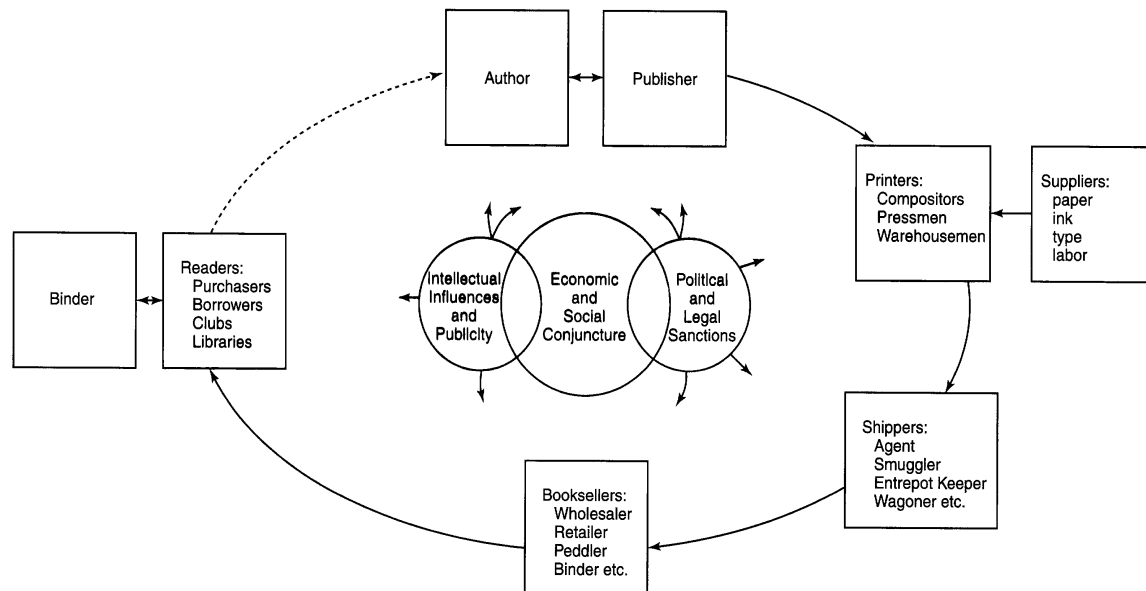 Author
Publisher
Printers:
Compositors
Pressmen
Warehousemen
Suppliers:
paper
ink
type
labor
Binder
Readers:
Purchasers
Borrowers
Clubs
Libraries
Intellectual
Influences
and
Publicity
Economic
and
Social
Conjuncture
Political
and
Legal
Sanctions
Shippers:
Agent
Smuggler
Entrepot Keeper
Wagoner etc.
Booksellers:
Wholesaler
Retailer
Peddler
Binder etc.